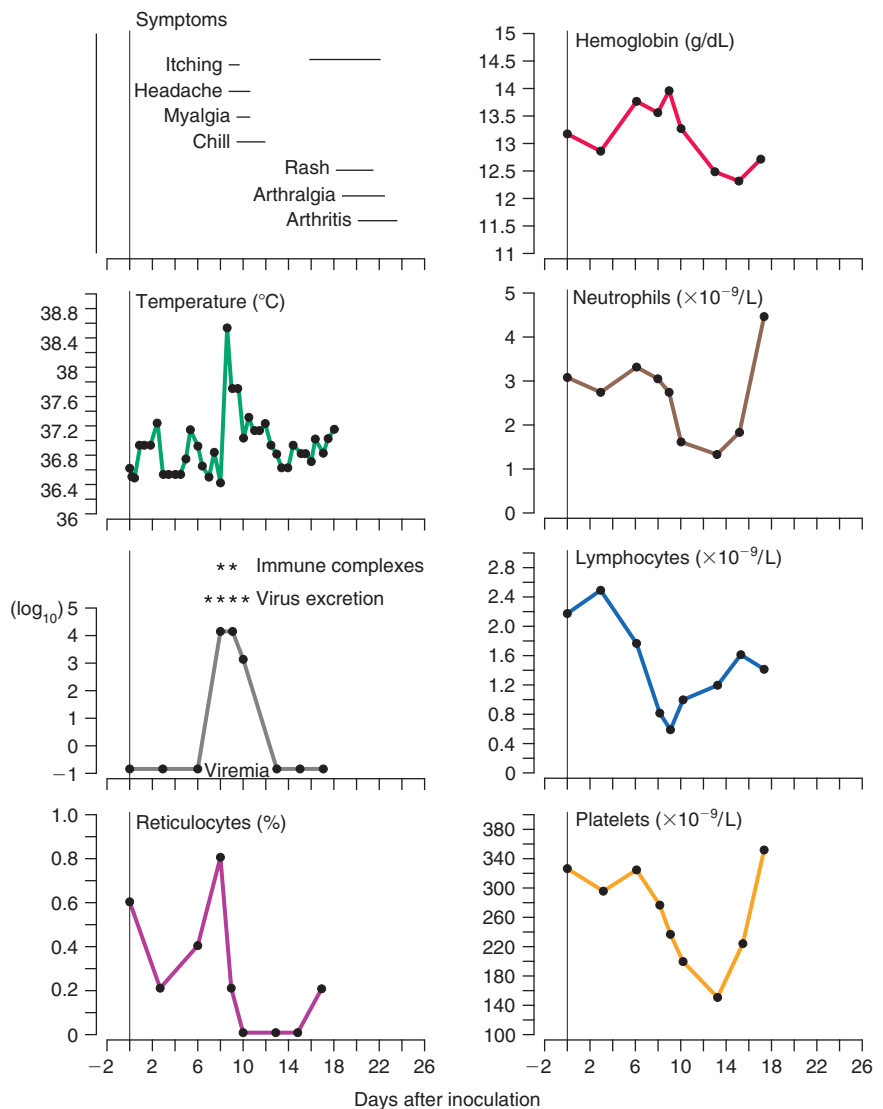 Symptoms
Itching
Headache
Myalgia
Chill
Rash
Arthralgia
Arthritis
Temperature (°C)
38.8
38.4
38
37.6
37.2
36.8
36.4
36
** Immune complexes
**** Virus excretion
(log10)
5
4
3
2
1
0
−1
Viremia
Reticulocytes (%)
1.0
0.8
0.6
0.4
0.2
0
−2 2 6 10 14 18 22 26
Hemoglobin (g/dL)
15
14.5
14
13.5
13
12.5
12
11.5
11
Neutrophils (×10−9/L)
5
4
3
2
1
0
Lymphocytes (×10−9/L)
2.8
2.4
2.0
1.6
1.2
0.8
0.4
0
Platelets (×10−9/L)
380
340
300
260
220
180
140
100
−2 2 6 10 14 18 22 26
Days after inoculation